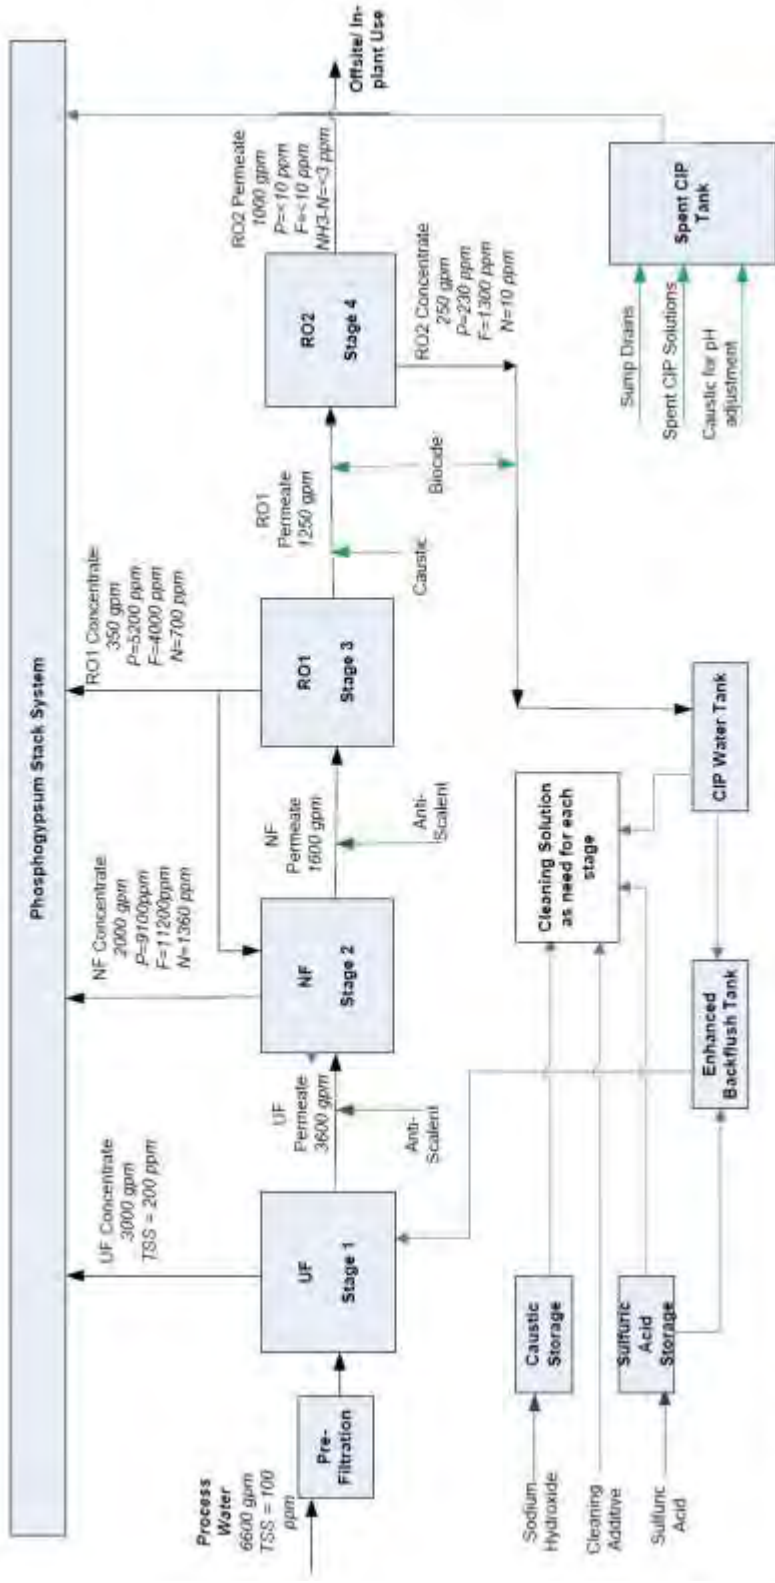 Phosphogypsum Stack System
UF Concentrate
3000 gpm
TSS = 200 ppm
NF Concentrate
2000 gpm
P=9100ppm
F=11200ppm
N=1360 ppm
RO1 Concentrate
350 gpm
P=5200 ppm
F=4000 ppm
N=700 ppm
Process
Water
6600 gpm
TSS = 100
ppm
Pre-
Filtration
UF
Stage 1
UF
Permeate
3600 gpm
Anti-
Scalent
NF
Stage 2
NF
Permeate
1600 gpm
Anti-
Scalent
RO1
Stage 3
RO1
Permeate
1250 gpm
Caustic
Biocide
RO2
Stage 4
RO2 Permeate
1000 gpm
P=<10 ppm
F=<10 ppm
NH3-N=<3 ppm
Offsite/ In-
plant Use
RO2 Concentrate
250 gpm
P=230 ppm
F=1300 ppm
N=10 ppm
Sodium
Hydroxide
Cleaning
Additive
Sulfuric
Acid
Caustic
Storage
Sulfuric
Acid
Storage
Cleaning Solution
as need for each
stage
Enhanced
Backflush Tank
CIP Water Tank
Sump Drains
Spent CIP Solutions
Caustic for pH
adjustment
Spent CIP
Tank